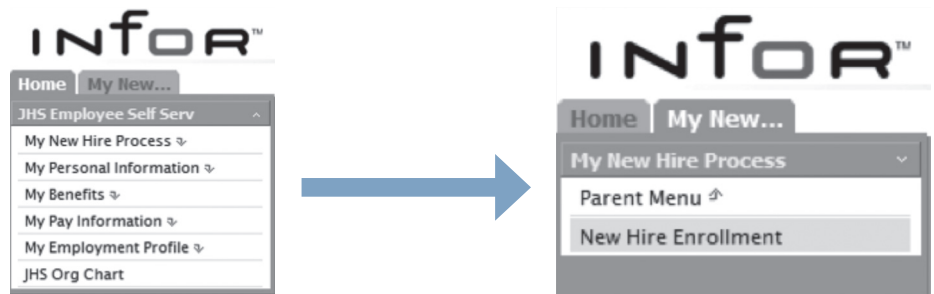 INfOR™
Home My New...
JHS Employee Self Serv
My New Hire Process
My Personal Information
My Benefits
My Pay Information
My Employment Profile
JHS Org Chart
INfOR™
Home My New...
My New Hire Process
Parent Menu
New Hire Enrollment